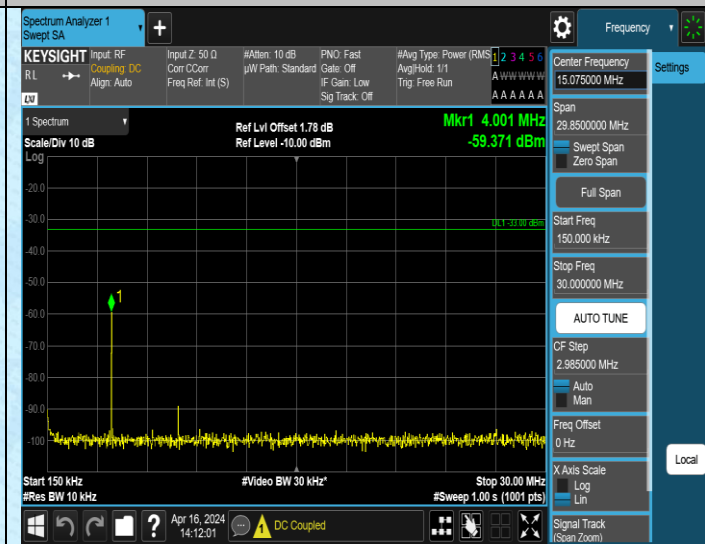 Spectrum Analyzer 1
Swept SA
+
Frequency
KEYSIGHT
RL
LXI
Input: RF
Coupling: DC
Align: Auto
Input Z: 50 Ω
Corr CCorr
Freq Ref: Int (S)
#Atten: 10 dB
µW Path: Standard
PNO: Fast
Gate: Off
IF Gain: Low
Sig Track: Off
#Avg Type: Power (RMS
Avg|Hold: 1/1
Trig: Free Run
1 2 3 4 5 6
A W W W W W
A A A A A A
1 Spectrum
Scale/Div 10 dB
Ref Lvl Offset 1.78 dB
Ref Level -10.00 dBm
Mkr1 4.001 MHz
-59.371 dBm
Log
-20.0
-30.0
DL1 -33.00 dBm
-40.0
-50.0
1
-60.0
-70.0
-80.0
-90.0
-100
Start 150 kHz
#Res BW 10 kHz
#Video BW 30 kHz*
Stop 30.00 MHz
#Sweep 1.00 s (1001 pts)
?
Apr 16, 2024
14:12:01
DC Coupled
Center Frequency
15.075000 MHz
Span
29.8500000 MHz
Swept Span
Zero Span
Full Span
Start Freq
150.000 kHz
Stop Freq
30.000000 MHz
AUTO TUNE
CF Step
2.985000 MHz
Auto
Man
Freq Offset
0 Hz
X Axis Scale
Log
Lin
Signal Track
(Span Zoom)
Settings
Local